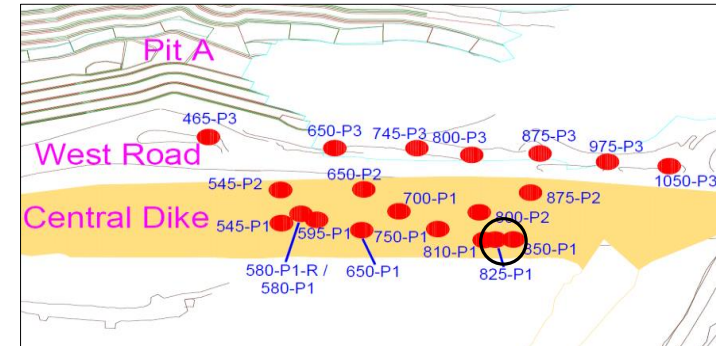 Pit A
465-P3
650-P3
745-P3
800-P3
875-P3
975-P3
1050-P3
West Road
545-P2
650-P2
875-P2
700-P1
800-P2
Central Dike
545-P1
595-P1
750-P1
810-P1
850-P1
580-P1-R /
580-P1
650-P1
825-P1